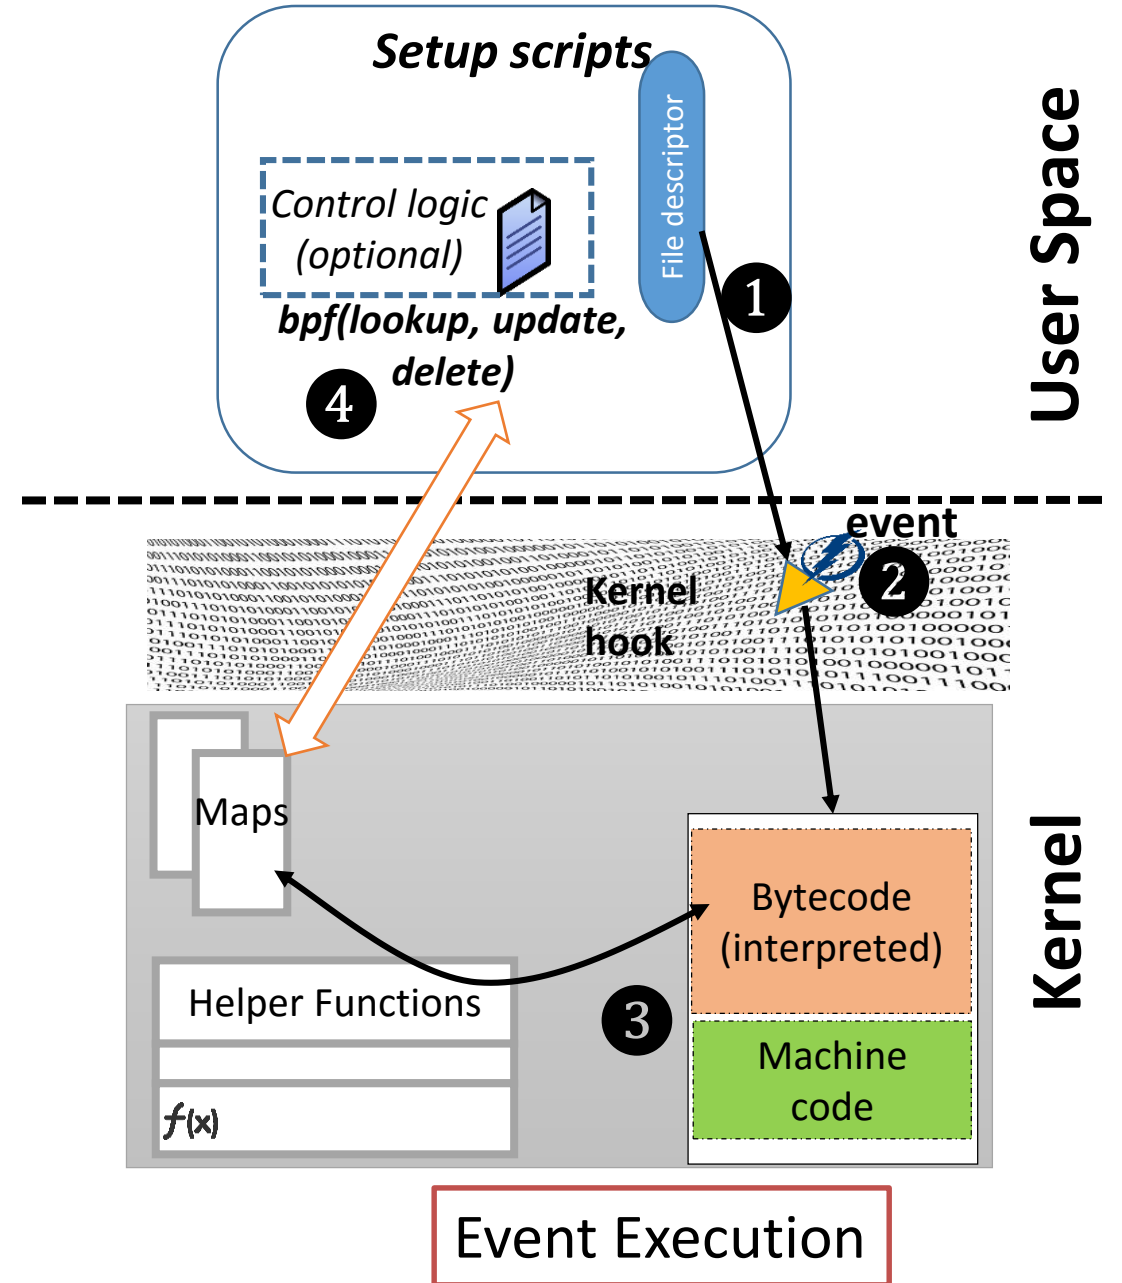 Setup scripts
File descriptor
Control logic
(optional)
bpf(lookup, update,
delete)
1
4
User Space
event
2
Kernel
hook
Maps
Bytecode
(interpreted)
Helper Functions
3
Machine
code
f(x)
Kernel
Event Execution